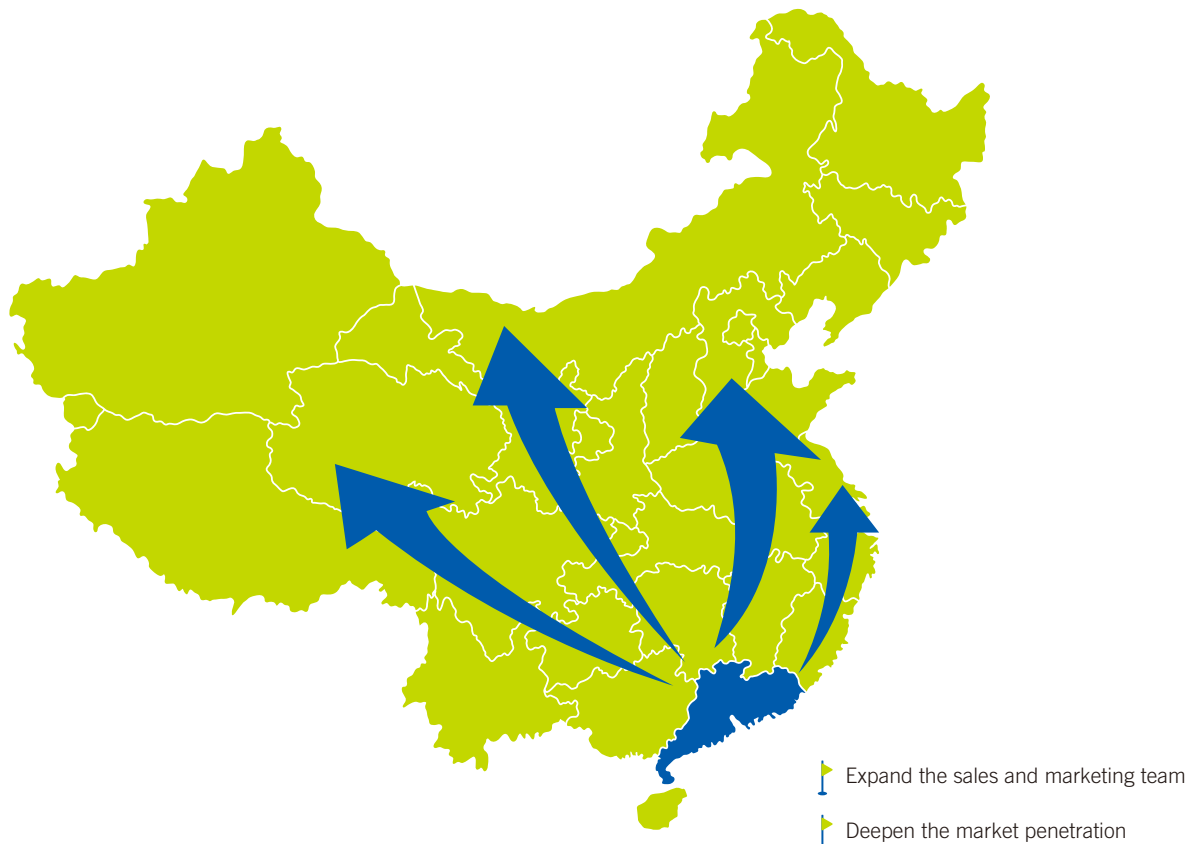 Expand the sales and marketing team
Deepen the market penetration